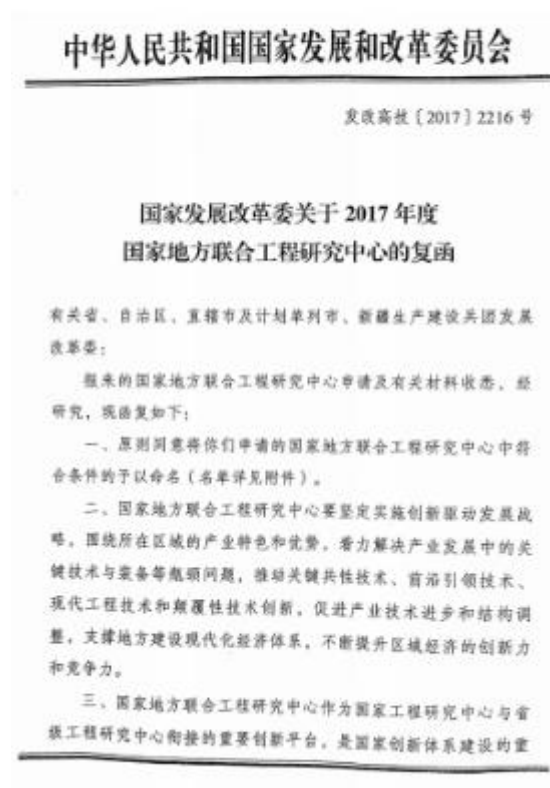 中华人民共和国国家发展和改革委员会
发改高技〔2017〕2216号
国家发展改革委关于2017年度
国家地方联合工程研究中心的复函
有关省、自治区、直辖市及计划单列市、新疆生产建设兵团发展
改革委：
报来的国家地方联合工程研究中心申请及有关材料收悉。经
研究，现函复如下：
一、原则同意将你们申请的国家地方联合工程研究中心中符
合条件的予以命名（名单详见附件）。
二、国家地方联合工程研究中心要坚定实施创新驱动发展战
略，围绕所在区域的产业特色和优势，着力解决产业发展中的关
键技术与装备等瓶颈问题，推动关键共性技术、前沿引领技术、
现代工程技术和颠覆性技术创新，促进产业技术进步和结构调
整，支撑地方建设现代化经济体系，不断提升区域经济的创新力
和竞争力。
三、国家地方联合工程研究中心作为国家工程研究中心与省
级工程研究中心衔接的重要创新平台，是国家创新体系建设的重